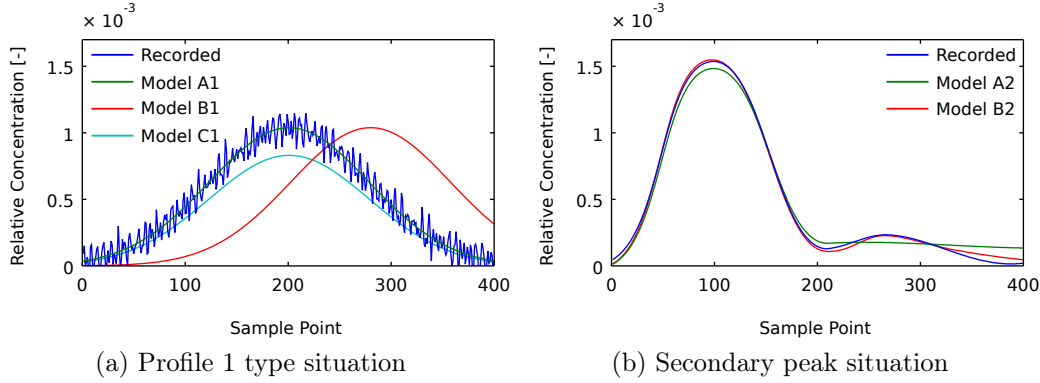 × 10⁻³
1.5
1
0.5
0
Relative Concentration [-]
Recorded
Model A1
Model B1
Model C1
0 100 200 300 400
Sample Point
(a) Profile 1 type situation
× 10⁻³
1.5
1
0.5
0
Relative Concentration [-]
Recorded
Model A2
Model B2
0 100 200 300 400
Sample Point
(b) Secondary peak situation